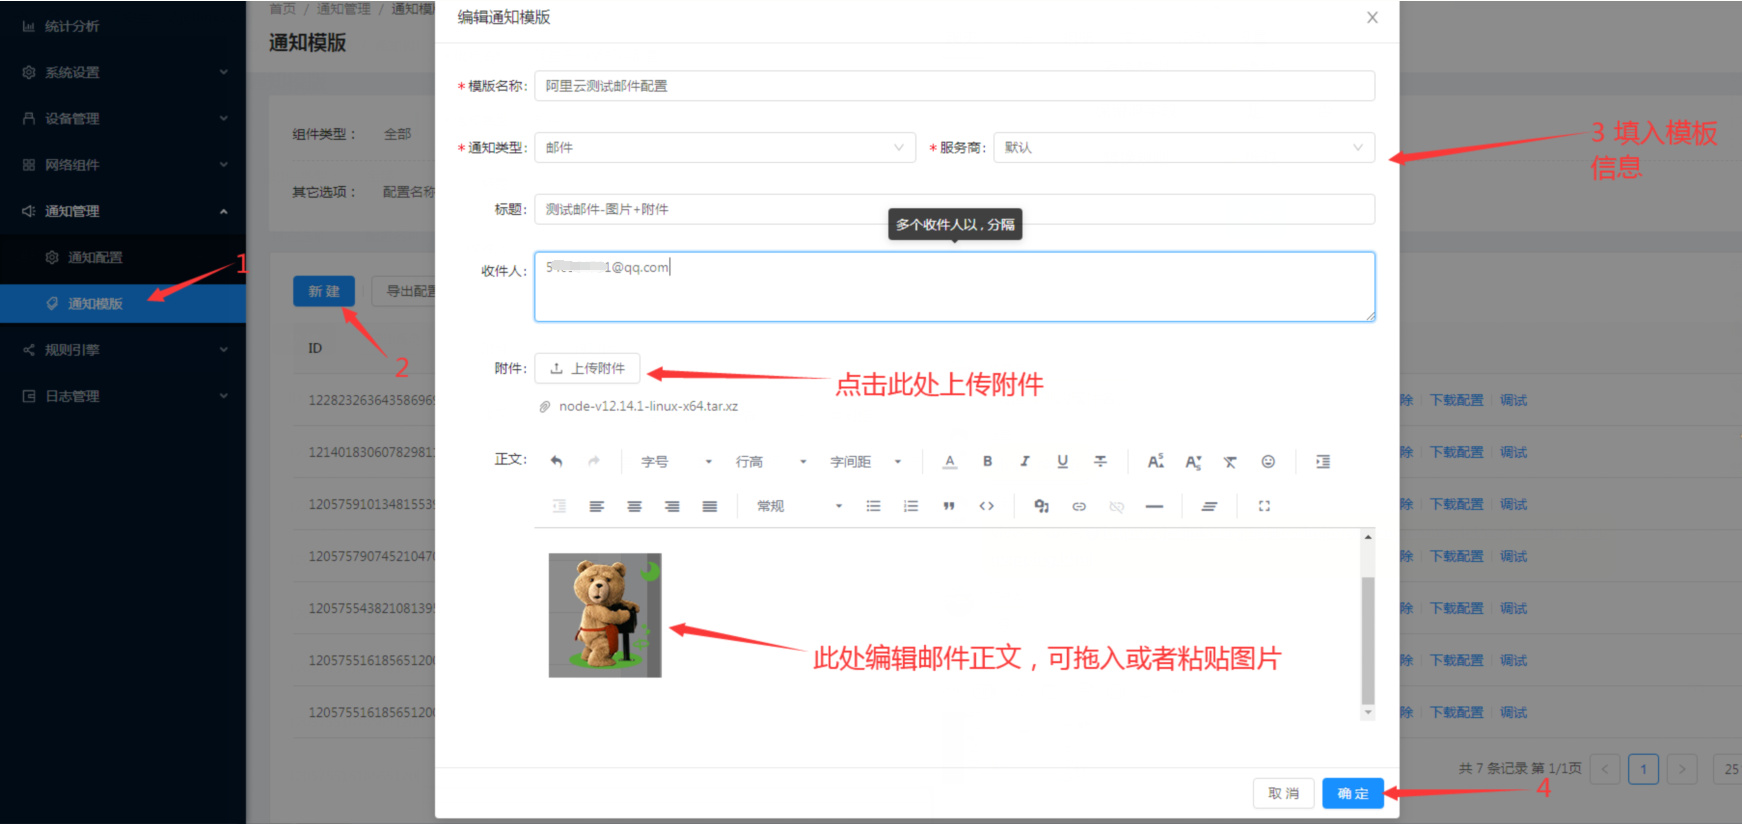 首页 / 通知管理 / 通知模
通知模版
统计分析
系统设置
设备管理
网络组件
通知管理
通知配置
通知模版
规则引擎
日志管理
1
组件类型： 全部
其它选项： 配置名称
新 建
导出配置
2
ID
12282326364358696
1214018306078298
12057591013481553
12057579074521047
12057554382108139
12057551618565120
12057551618565120
编辑通知模版
* 模版名称: 阿里云测试邮件配置
* 通知类型: 邮件
* 服务商: 默认
3 填入模板
信息
标题: 测试邮件-图片+附件
多个收件人以 , 分隔
收件人: 1@qq.com
附件: 上传附件
点击此处上传附件
node-v12.14.1-linux-x64.tar.xz
正文: 字号 行高 字间距 A B I U
常规
此处编辑邮件正文，可拖入或者粘贴图片
取 消
确 定
4
除 下载配置 调试
除 下载配置 调试
除 下载配置 调试
除 下载配置 调试
除 下载配置 调试
除 下载配置 调试
除 下载配置 调试
共 7 条记录 第 1/1页 < 1 > 25